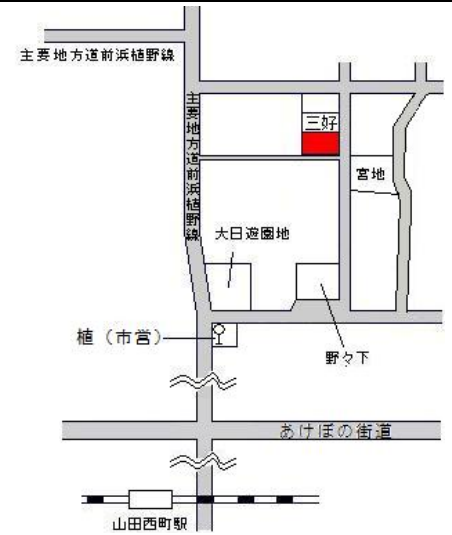 主要地方道前浜植野線
主要地方道前浜植野線
三好
宮地
大日遊園地
植（市営）
野々下
あけぼの街道
山田西町駅